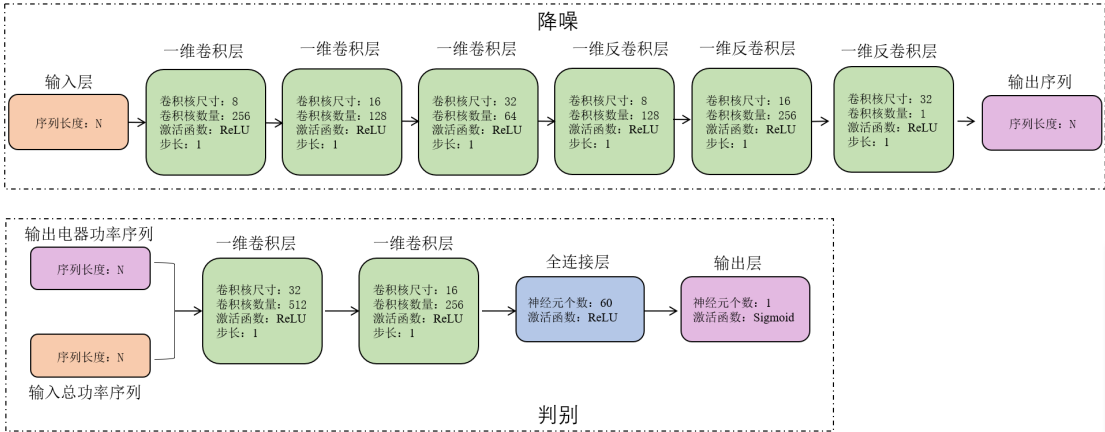 降噪
输入层
序列长度: N
一维卷积层
卷积核尺寸: 8
卷积核数量: 256
激活函数: ReLU
步长: 1
一维卷积层
卷积核尺寸: 16
卷积核数量: 128
激活函数: ReLU
步长: 1
一维卷积层
卷积核尺寸: 32
卷积核数量: 64
激活函数: ReLU
步长: 1
一维反卷积层
卷积核尺寸: 8
卷积核数量: 128
激活函数: ReLU
步长: 1
一维反卷积层
卷积核尺寸: 16
卷积核数量: 256
激活函数: ReLU
步长: 1
一维反卷积层
卷积核尺寸: 32
卷积核数量: 1
激活函数: ReLU
步长: 1
输出序列
序列长度: N
输出电器功率序列
序列长度: N
序列长度: N
输入总功率序列
一维卷积层
卷积核尺寸: 32
卷积核数量: 512
激活函数: ReLU
步长: 1
一维卷积层
卷积核尺寸: 16
卷积核数量: 256
激活函数: ReLU
步长: 1
全连接层
神经元个数: 60
激活函数: ReLU
输出层
神经元个数: 1
激活函数: Sigmoid
判别